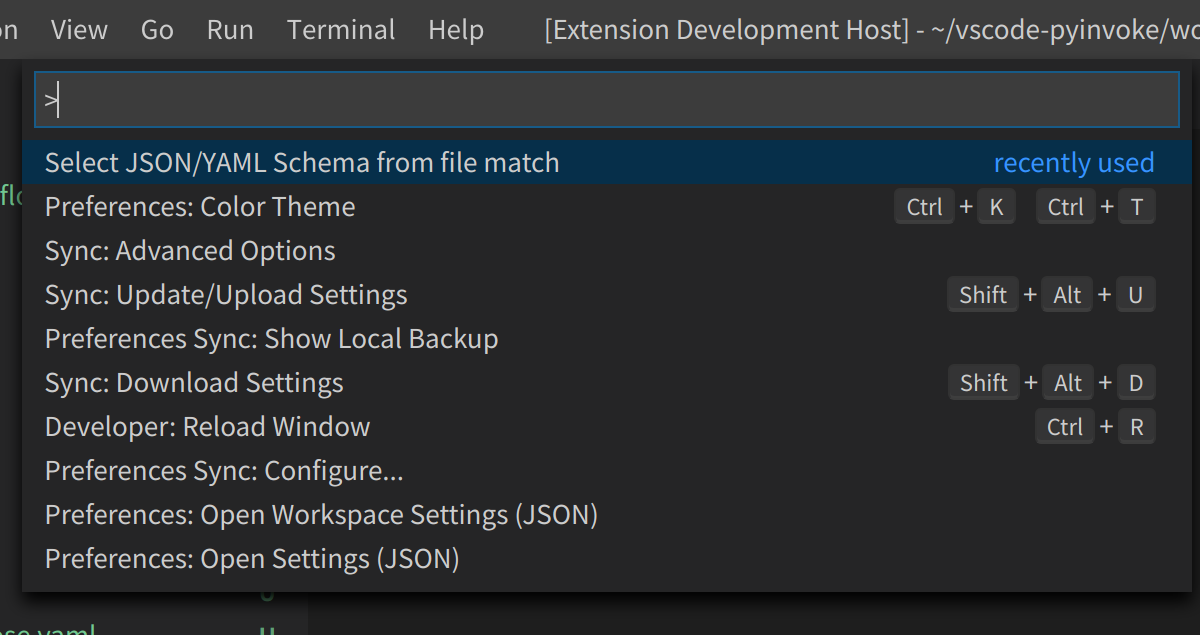 on View Go Run Terminal Help [Extension Development Host] - ~/vscode-pyinvoke/wo
>
Select JSON/YAML Schema from file match recently used
flo
Preferences: Color Theme Ctrl + K Ctrl + T
Sync: Advanced Options
Sync: Update/Upload Settings Shift + Alt + U
Preferences Sync: Show Local Backup
Sync: Download Settings Shift + Alt + D
Developer: Reload Window Ctrl + R
Preferences Sync: Configure...
Preferences: Open Workspace Settings (JSON)
Preferences: Open Settings (JSON)